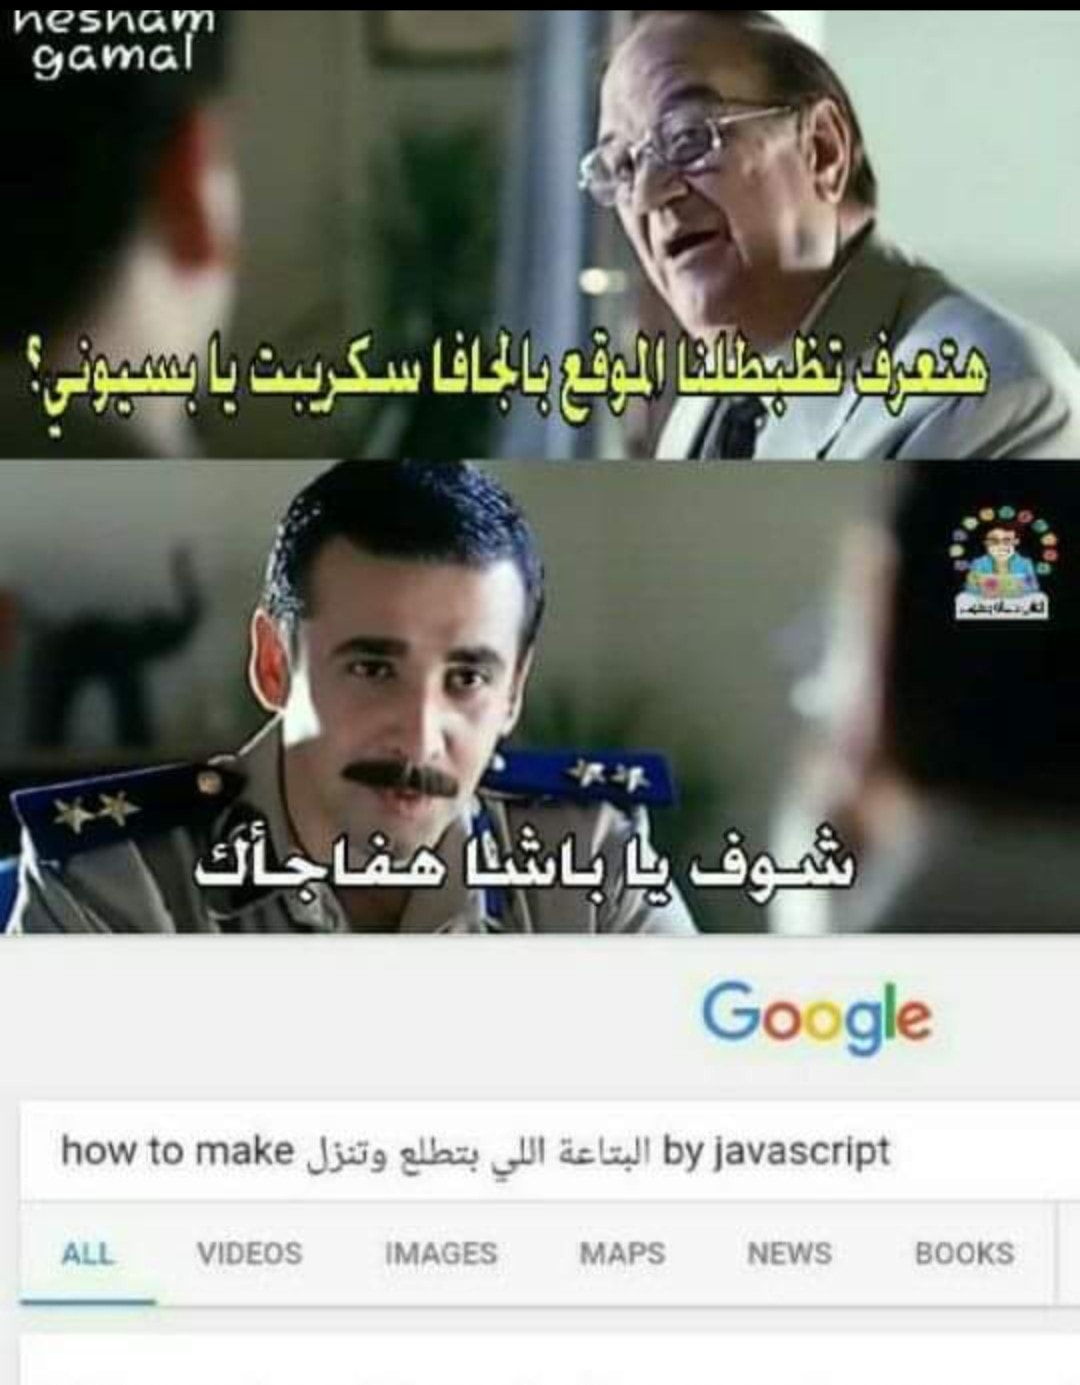 hesham
gamal
هتعرف تظبطلنا الموقع بالجافا سكريبت يا بسيوني؟
شوف يا باشا هفاجأك
Google
how to make البتاعة اللي بتطلع وتنزل by javascript
ALL VIDEOS IMAGES MAPS NEWS BOOKS